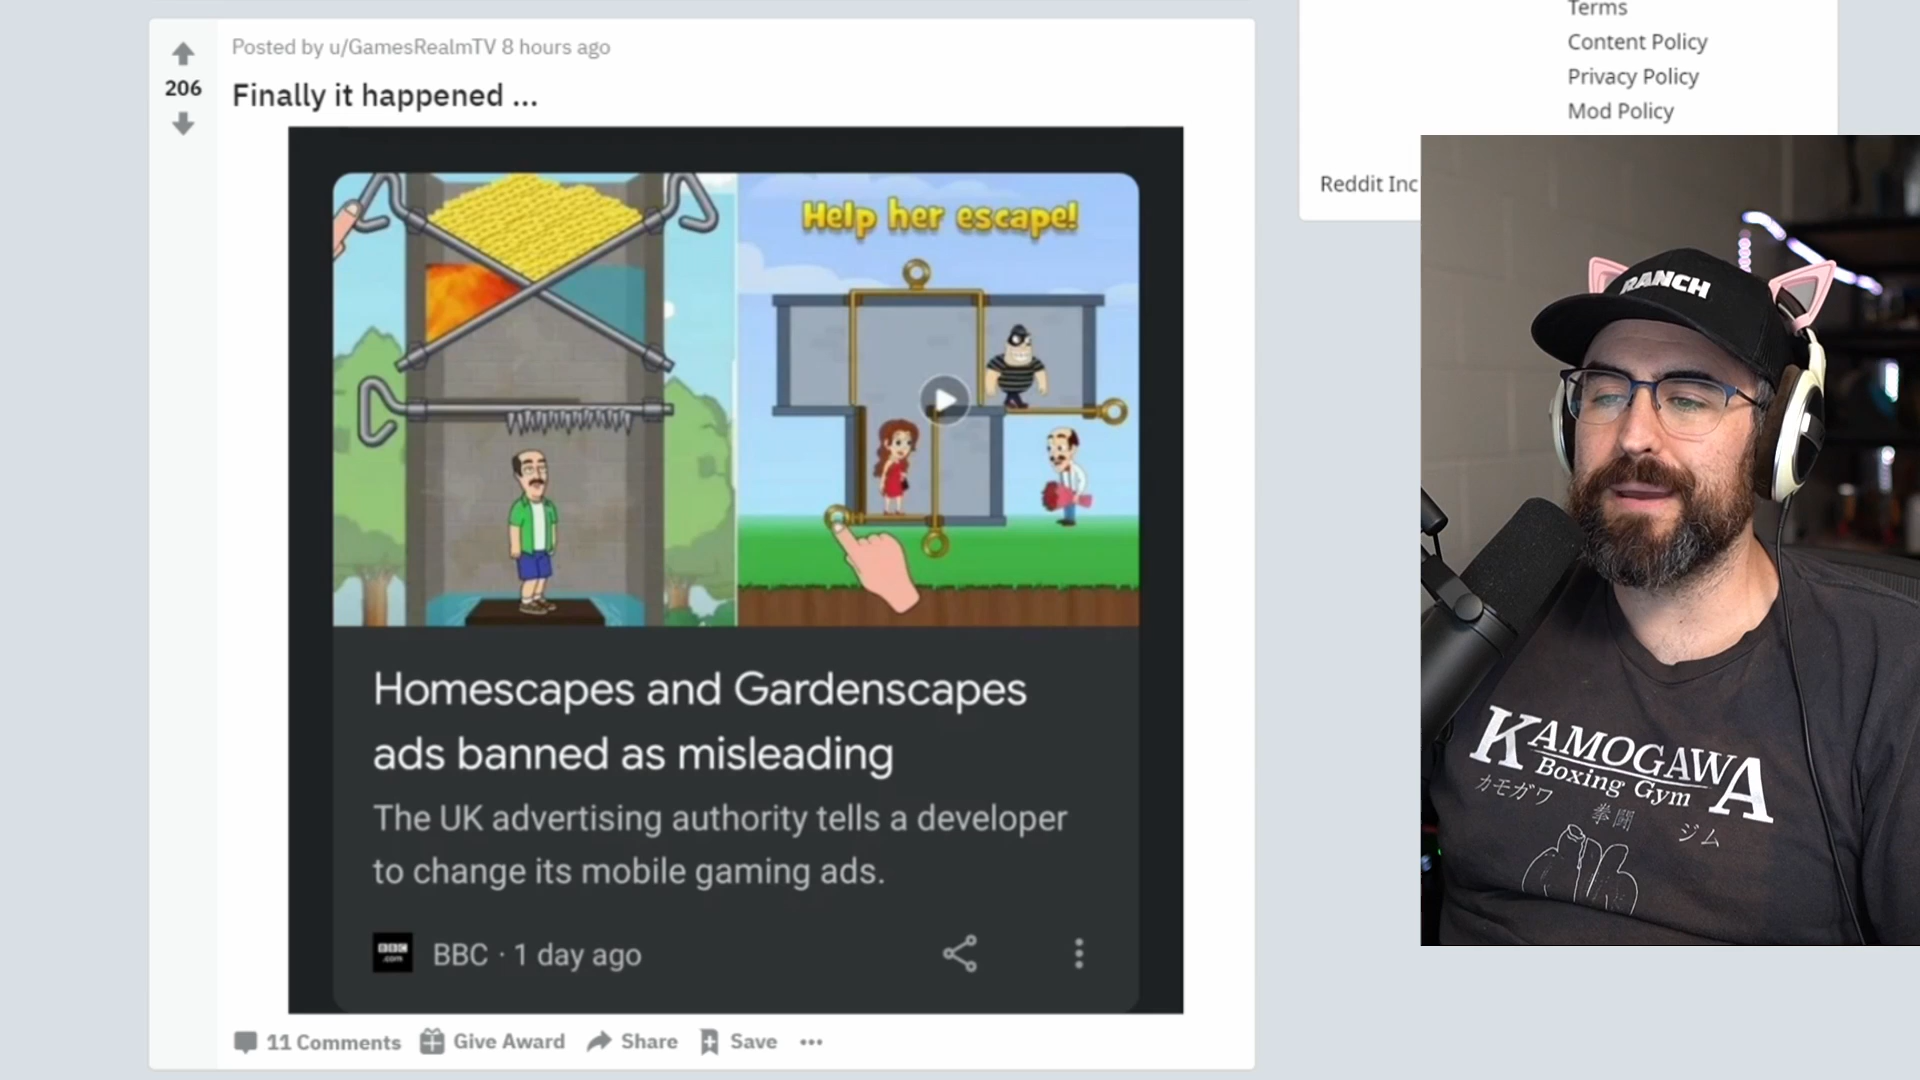 Posted by u/GamesRealmTV 8 hours ago
206
Finally it happened ...
Help her escape!
Homescapes and Gardenscapes
ads banned as misleading
The UK advertising authority tells a developer
to change its mobile gaming ads.
BBC
.com
BBC · 1 day ago
11 Comments
Give Award
Share
Save
Terms
Content Policy
Privacy Policy
Mod Policy
Reddit Inc
RANCH
KAMOGAWA
Boxing Gym
カモガワ
拳闘
ジム